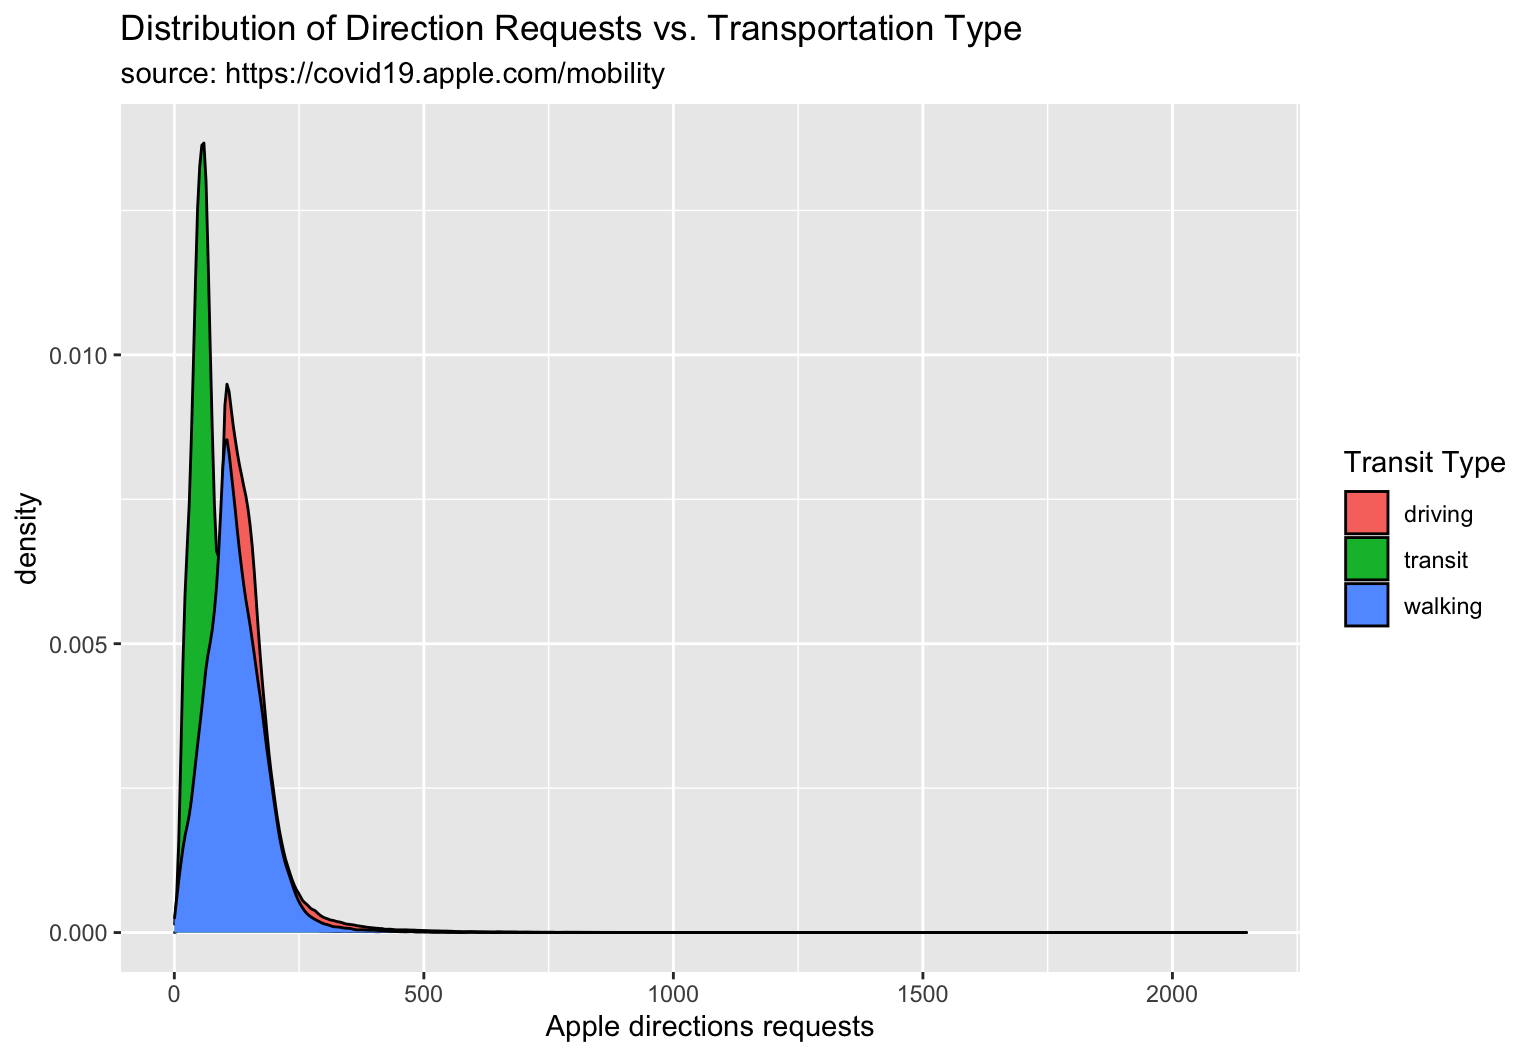 Distribution of Direction Requests vs. Transportation Type
source: https://covid19.apple.com/mobility
density
0.010
0.005
0.000
0
500
1000
1500
2000
Apple directions requests
Transit Type
driving
transit
walking